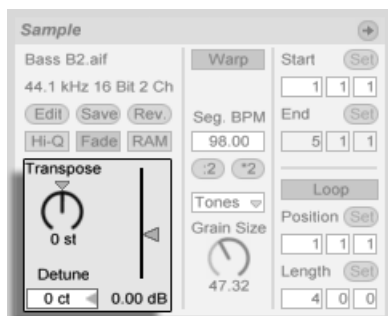 Sample
Bass B2.aif
44.1 kHz 16 Bit 2 Ch
Edit Save Rev.
Hi-Q Fade RAM
Transpose
0 st
Detune
0 ct 0.00 dB
Warp
Seg. BPM
98.00
:2 *2
Tones
Grain Size
47.32
Start Set
1 1 1
End Set
5 1 1
Loop
Position Set
1 1 1
Length Set
4 0 0